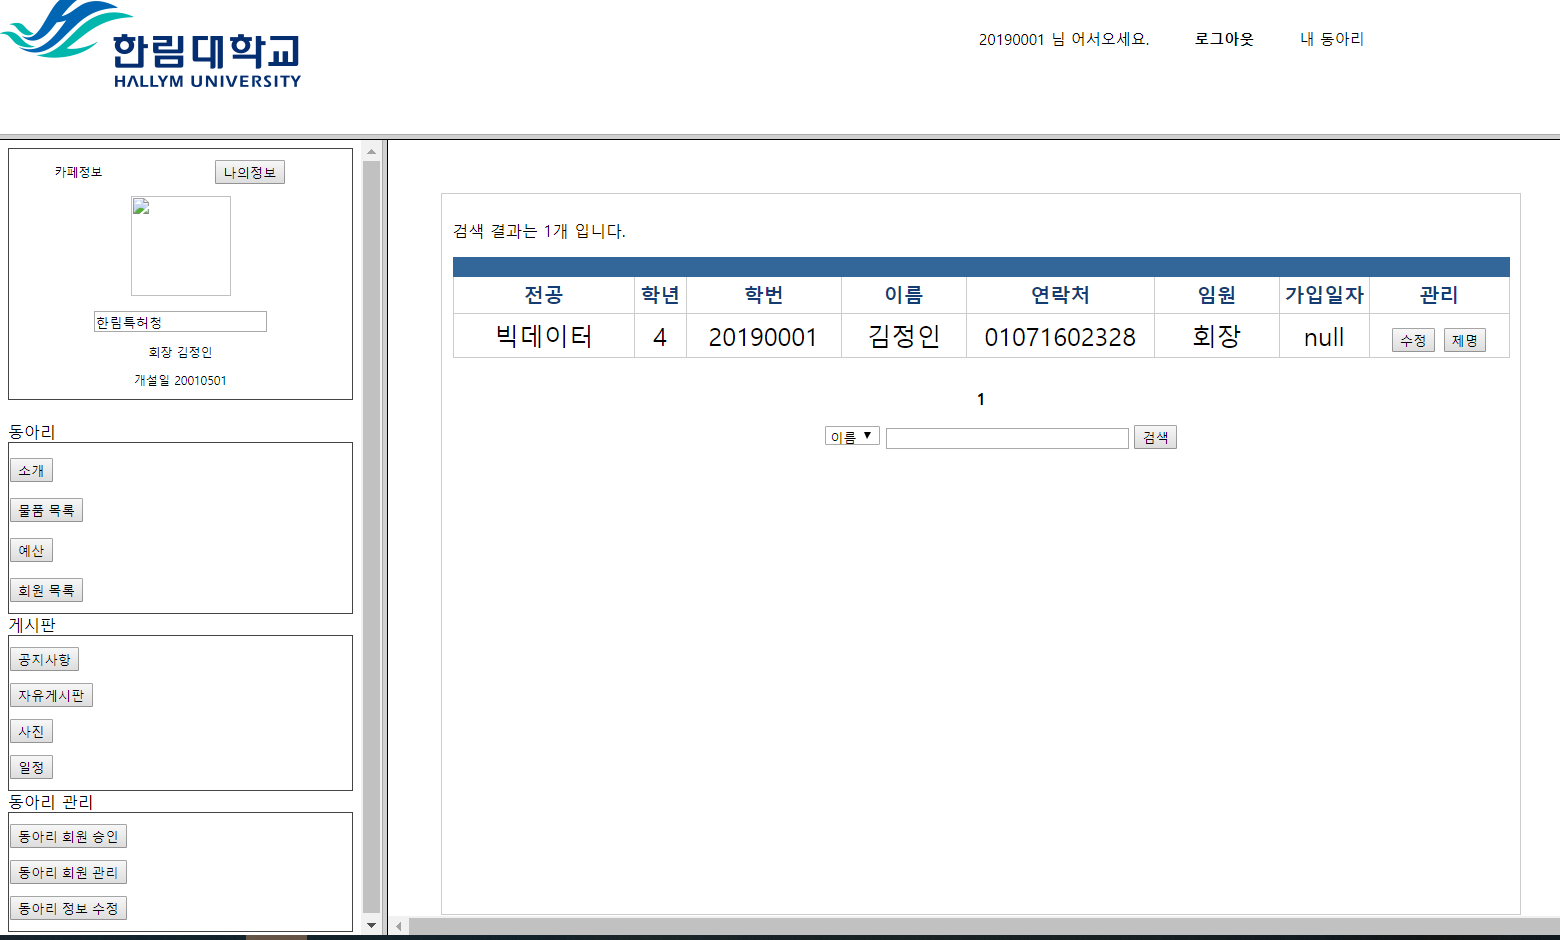 한림대학교
HALLYM UNIVERSITY
20190001 님 어서오세요. 로그아웃 내 동아리
카페정보 나의정보
한림특허청
회장 김정인
개설일 20010501
동아리
소개
물품 목록
예산
회원 목록
게시판
공지사항
자유게시판
사진
일정
동아리 관리
동아리 회원 승인
동아리 회원 관리
동아리 정보 수정
검색 결과는 1개 입니다.
전공 학년 학번 이름 연락처 임원 가입일자 관리
빅데이터 4 20190001 김정인 01071602328 회장 null 수정 제명
1
이름 검색